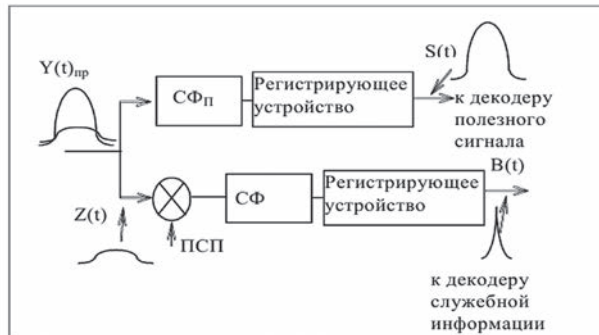 Y(t)пр
СФП
Регистрирующее
устройство
S(t)
к декодеру
полезного
сигнала
B(t)
Z(t)
ПСП
СФ
Регистрирующее
устройство
к декодеру
служебной
информации